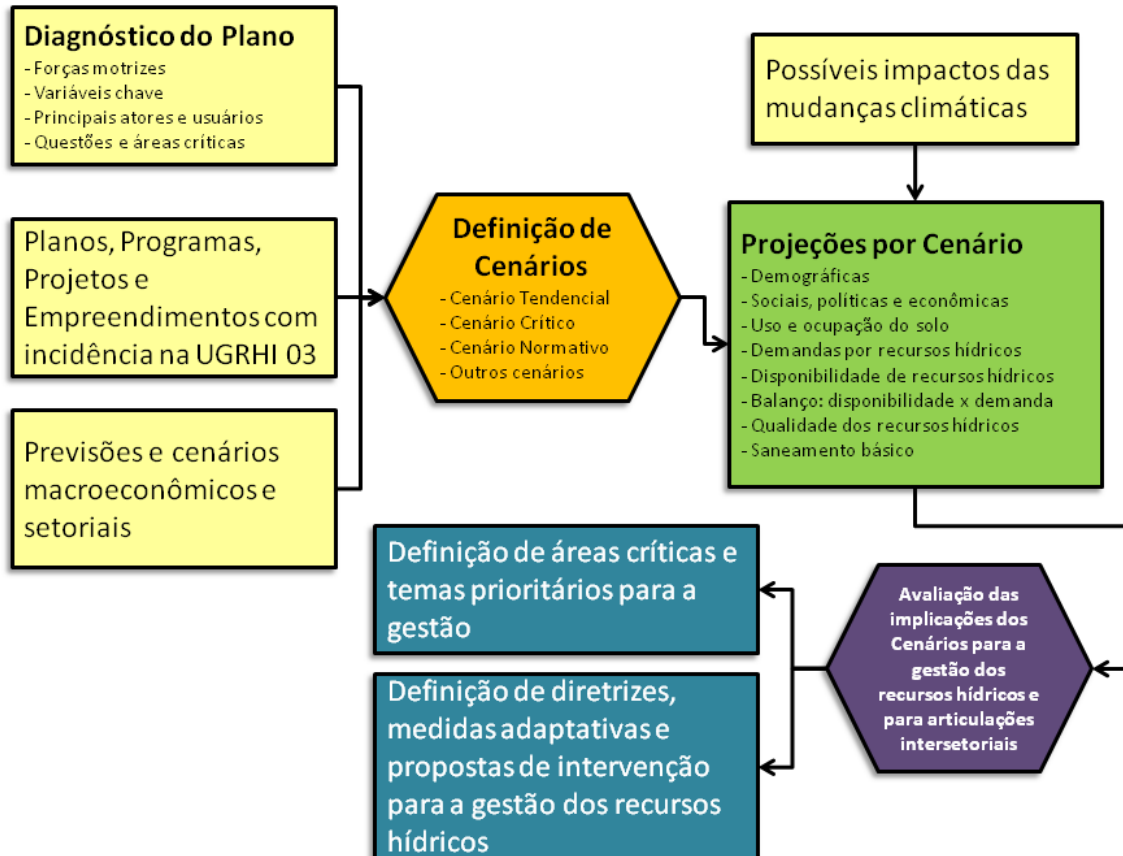 Diagnóstico do Plano
- Forças motrizes
- Variáveis chave
- Principais atores e usuários
- Questões e áreas críticas
Planos, Programas,
Projetos e
Empreendimentos com
incidência na UGRHI 03
Previsões e cenários
macroeconômicos e
setoriais
Definição de
Cenários
- Cenário Tendencial
- Cenário Crítico
- Cenário Normativo
- Outros cenários
Possíveis impactos das
mudanças climáticas
Projeções por Cenário
- Demográficas
- Sociais, políticas e econômicas
- Uso e ocupação do solo
- Demandas por recursos hídricos
- Disponibilidade de recursos hídricos
- Balanço: disponibilidade x demanda
- Qualidade dos recursos hídricos
- Saneamento básico
Avaliação das
implicações dos
Cenários para a
gestão dos
recursos hídricos e
para articulações
intersetoriais
Definição de áreas críticas e
temas prioritários para a
gestão
Definição de diretrizes,
medidas adaptativas e
propostas de intervenção
para a gestão dos recursos
hídricos